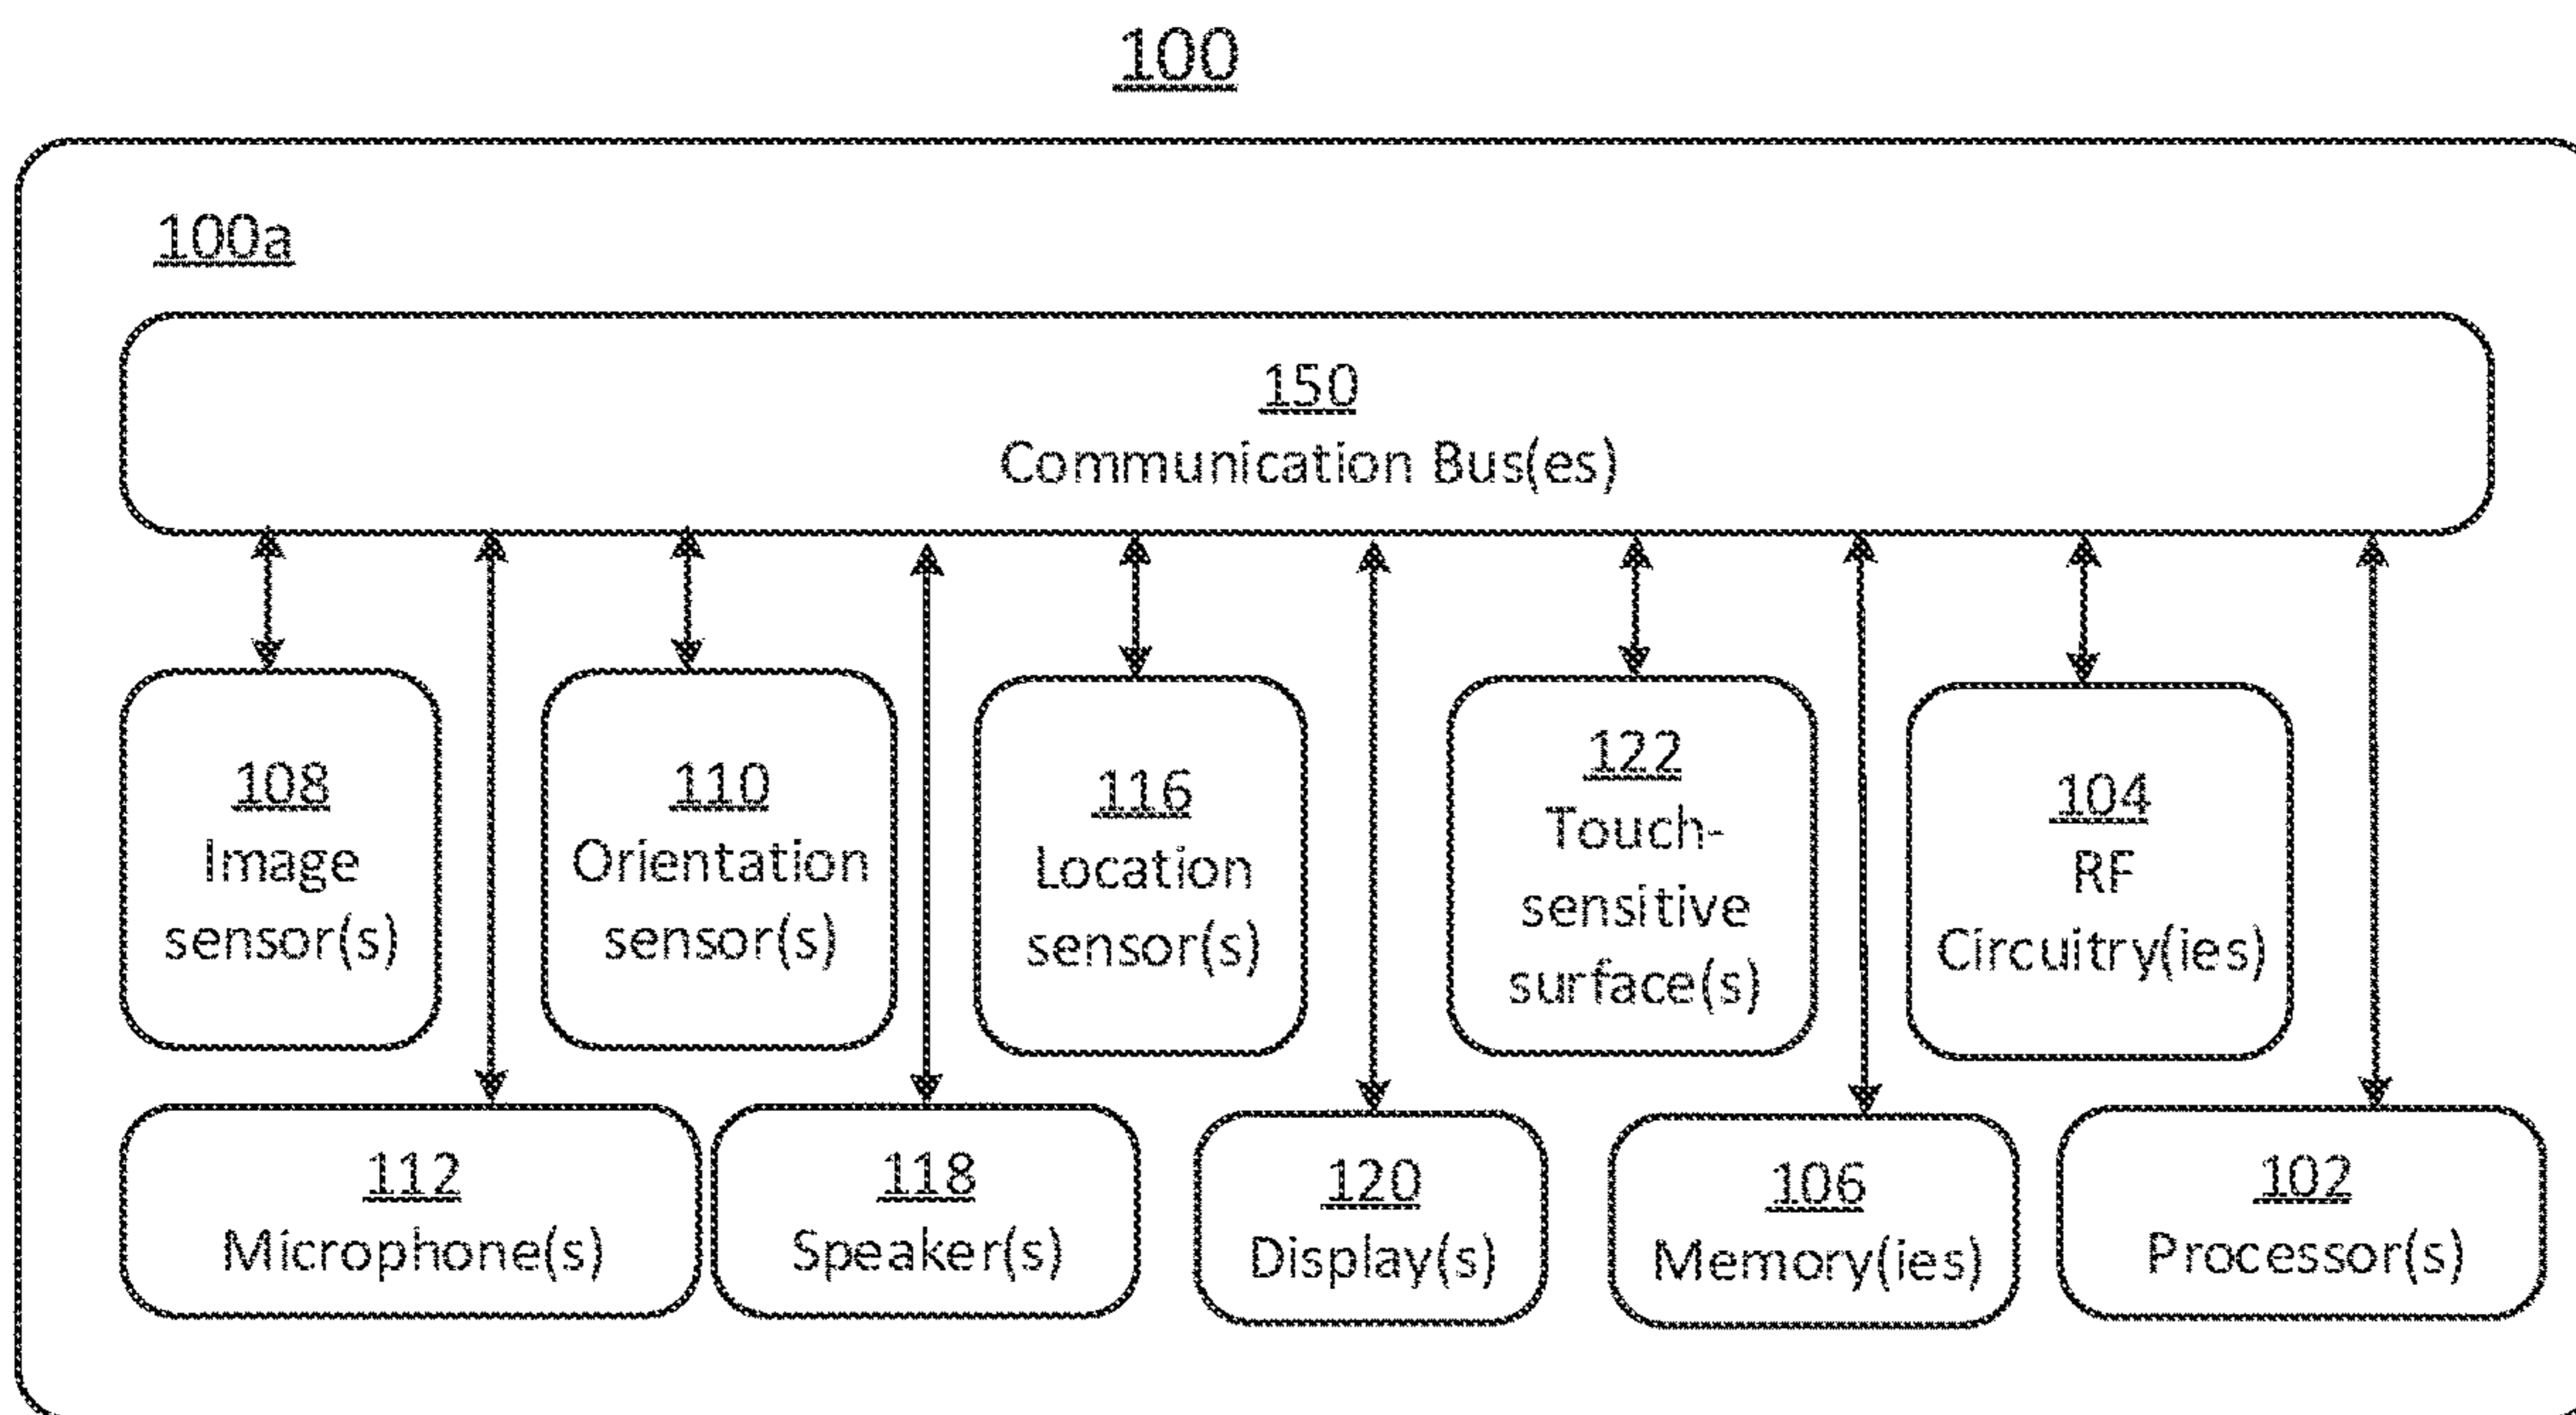 100
100a
150
Communication Bus(es)
108
Image
sensor(s)
110
Orientation
sensor(s)
116
Location
sensor(s)
122
Touch-
sensitive
surface(s)
104
RF
Circuitry(ies)
112
Microphone(s)
118
Speaker(s)
120
Display(s)
106
Memory(ies)
102
Processor(s)